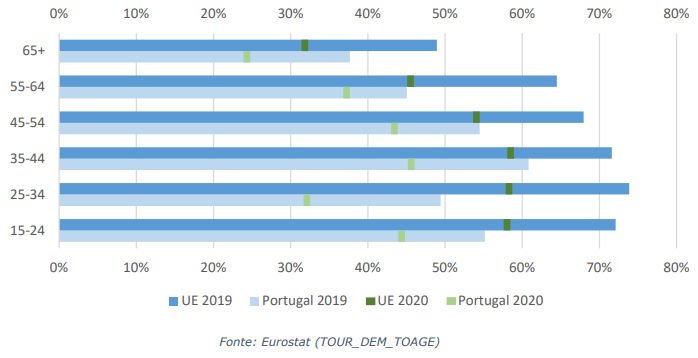 0% 10% 20% 30% 40% 50% 60% 70% 80%
65+
55-64
45-54
35-44
25-34
15-24
0% 10% 20% 30% 40% 50% 60% 70% 80%
UE 2019 Portugal 2019 UE 2020 Portugal 2020
Fonte: Eurostat (TOUR_DEM_TOAGE)